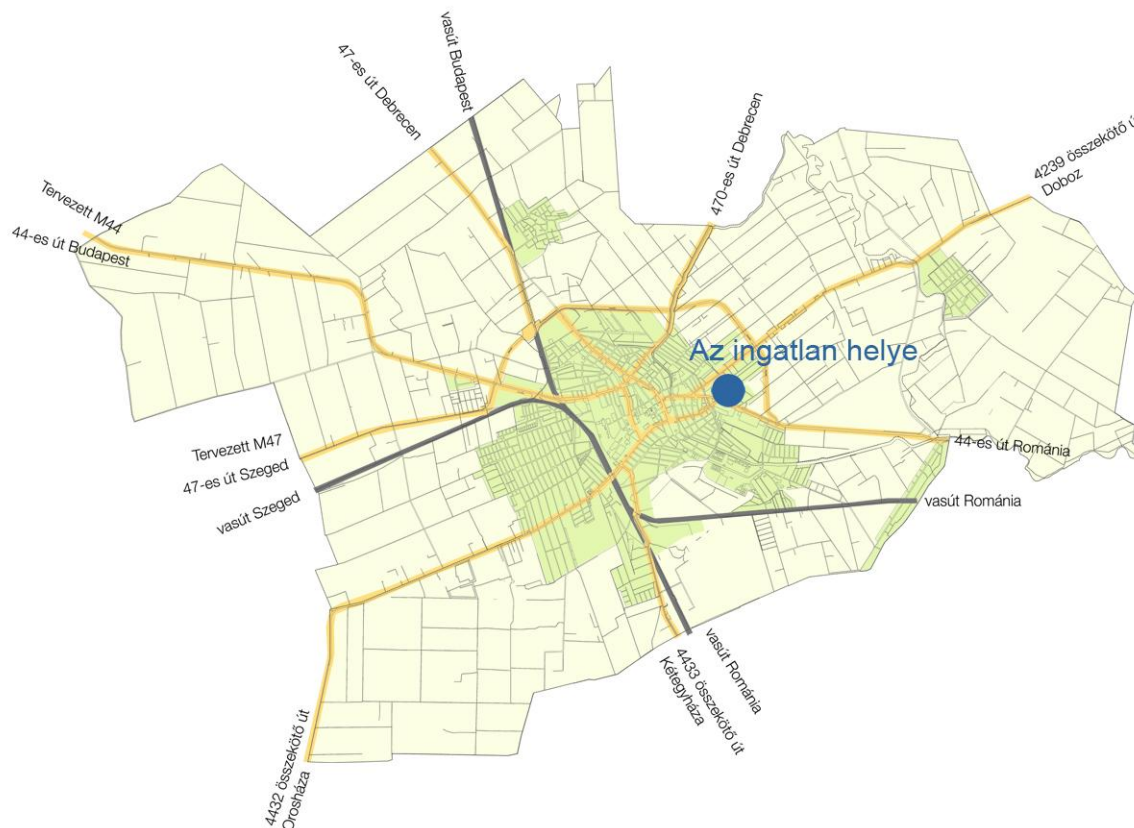 vasút Budapest
47-es út Debrecen
470-es út Debrecen
4239 összekötő ú
Doboz
Tervezett M44
44-es út Budapest
Az ingatlan helye
Tervezett M47
47-es út Szeged
vasút Szeged
44-es út Románia
vasút Románia
vasút Románia
4433 összekötő út
Kétegyháza
4432 összekötő út
Orosháza